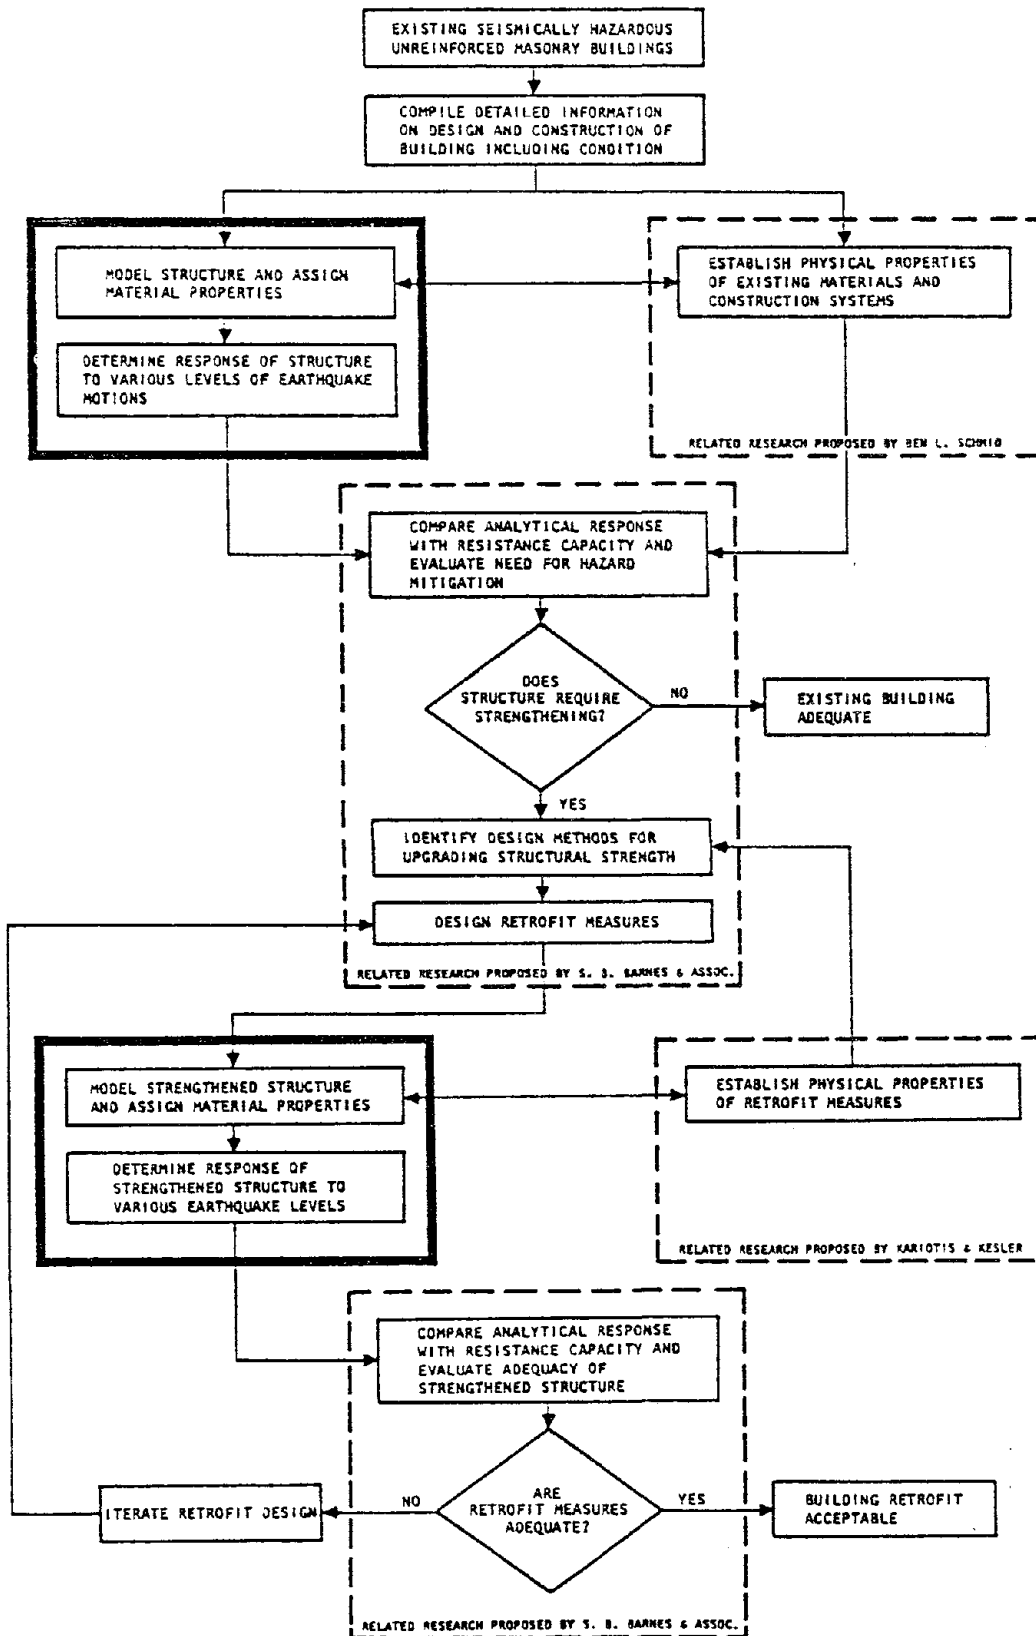 EXISTING SEISMICALLY HAZARDOUS
UNREINFORCED MASONRY BUILDINGS
COMPILE DETAILED INFORMATION
ON DESIGN AND CONSTRUCTION OF
BUILDING INCLUDING CONDITION
MODEL STRUCTURE AND ASSIGN
MATERIAL PROPERTIES
ESTABLISH PHYSICAL PROPERTIES
OF EXISTING MATERIALS AND
CONSTRUCTION SYSTEMS
DETERMINE RESPONSE OF STRUCTURE
TO VARIOUS LEVELS OF EARTHQUAKE
MOTIONS
RELATED RESEARCH PROPOSED BY BEN L. SCHMID
COMPARE ANALYTICAL RESPONSE
WITH RESISTANCE CAPACITY AND
EVALUATE NEED FOR HAZARD
MITIGATION
DOES
STRUCTURE REQUIRE
STRENGTHENING?
NO
EXISTING BUILDING
ADEQUATE
YES
IDENTIFY DESIGN METHODS FOR
UPGRADING STRUCTURAL STRENGTH
DESIGN RETROFIT MEASURES
RELATED RESEARCH PROPOSED BY S. B. BARNES & ASSOC.
MODEL STRENGTHENED STRUCTURE
AND ASSIGN MATERIAL PROPERTIES
ESTABLISH PHYSICAL PROPERTIES
OF RETROFIT MEASURES
DETERMINE RESPONSE OF
STRENGTHENED STRUCTURE TO
VARIOUS EARTHQUAKE LEVELS
RELATED RESEARCH PROPOSED BY KARIOTIS & KESLER
COMPARE ANALYTICAL RESPONSE
WITH RESISTANCE CAPACITY AND
EVALUATE ADEQUACY OF
STRENGTHENED STRUCTURE
ITERATE RETROFIT DESIGN
NO
ARE
RETROFIT MEASURES
ADEQUATE?
YES
BUILDING RETROFIT
ACCEPTABLE
RELATED RESEARCH PROPOSED BY S. B. BARNES & ASSOC.